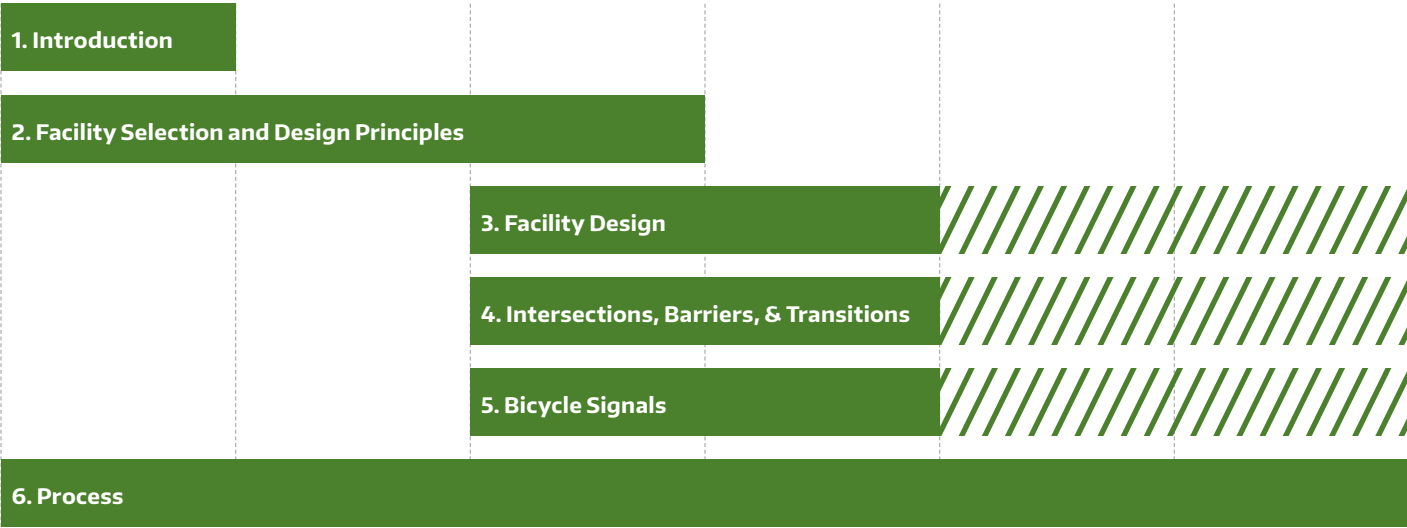 1. Introduction
2. Facility Selection and Design Principles
3. Facility Design
4. Intersections, Barriers, & Transitions
5. Bicycle Signals
6. Process